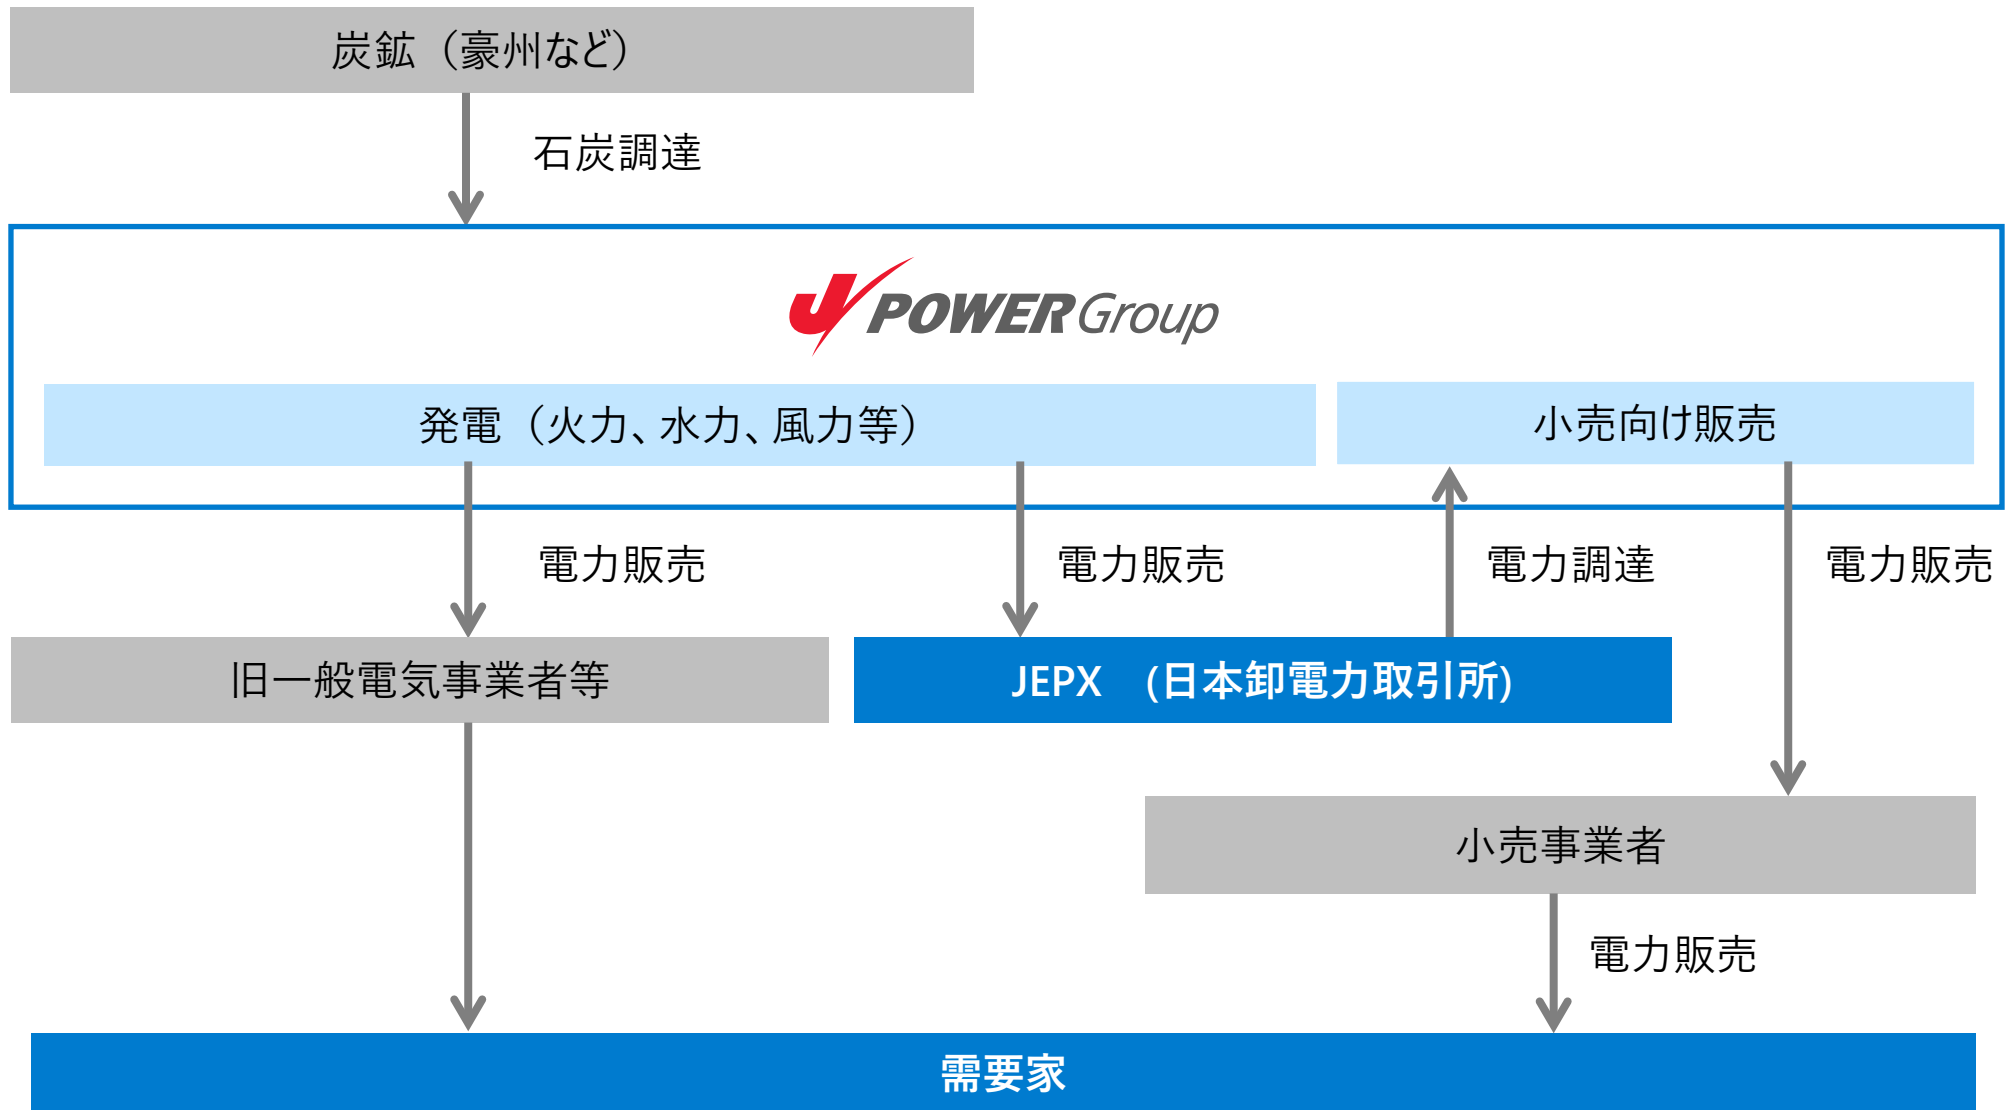 炭鉱（豪州など）
石炭調達
J POWER Group
発電（火力、水力、風力等）
小売向け販売
電力販売
電力販売
電力調達
電力販売
旧一般電気事業者等
JEPX　(日本卸電力取引所)
小売事業者
電力販売
需要家